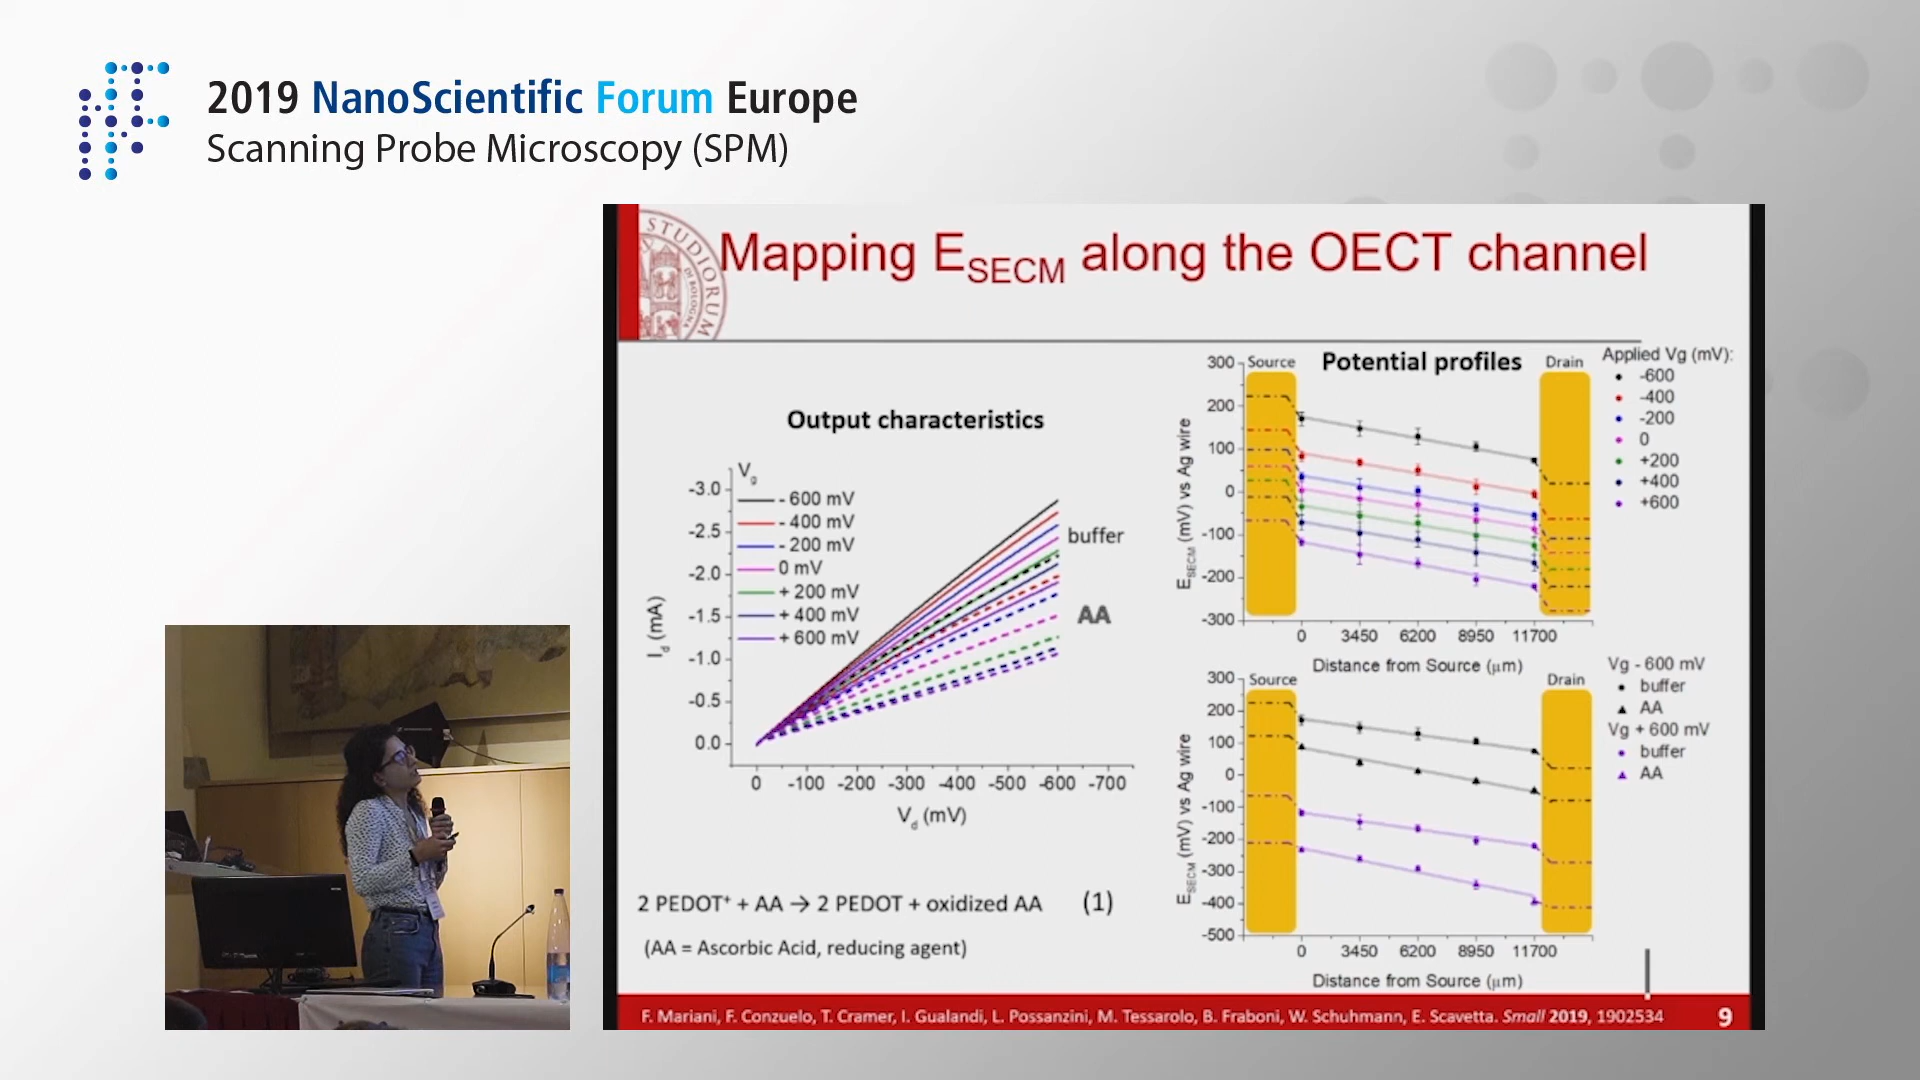 2019 NanoScientific Forum Europe
Scanning Probe Microscopy (SPM)
STUDIORUM
DI BOLOGNA
Mapping E_SECM along the OECT channel
Output characteristics
V_g
- 600 mV
- 400 mV
- 200 mV
0 mV
+ 200 mV
+ 400 mV
+ 600 mV
buffer
AA
-3.0
-2.5
-2.0
-1.5
-1.0
-0.5
0.0
I_d (mA)
0 -100 -200 -300 -400 -500 -600 -700
V_d (mV)
2 PEDOT⁺ + AA → 2 PEDOT + oxidized AA (1)
(AA = Ascorbic Acid, reducing agent)
Source Potential profiles Drain
300
200
100
0
-100
-200
-300
E_SECM (mV) vs Ag wire
0 3450 6200 8950 11700
Distance from Source (μm)
Applied Vg (mV):
-600
-400
-200
0
+200
+400
+600
Source Drain
300
200
100
0
-100
-200
-300
-400
-500
E_SECM (mV) vs Ag wire
0 3450 6200 8950 11700
Distance from Source (μm)
Vg - 600 mV
buffer
AA
Vg + 600 mV
buffer
AA
F. Mariani, F. Conzuelo, T. Cramer, I. Gualandi, L. Possanzini, M. Tessarolo, B. Fraboni, W. Schuhmann, E. Scavetta. Small 2019, 1902534
9